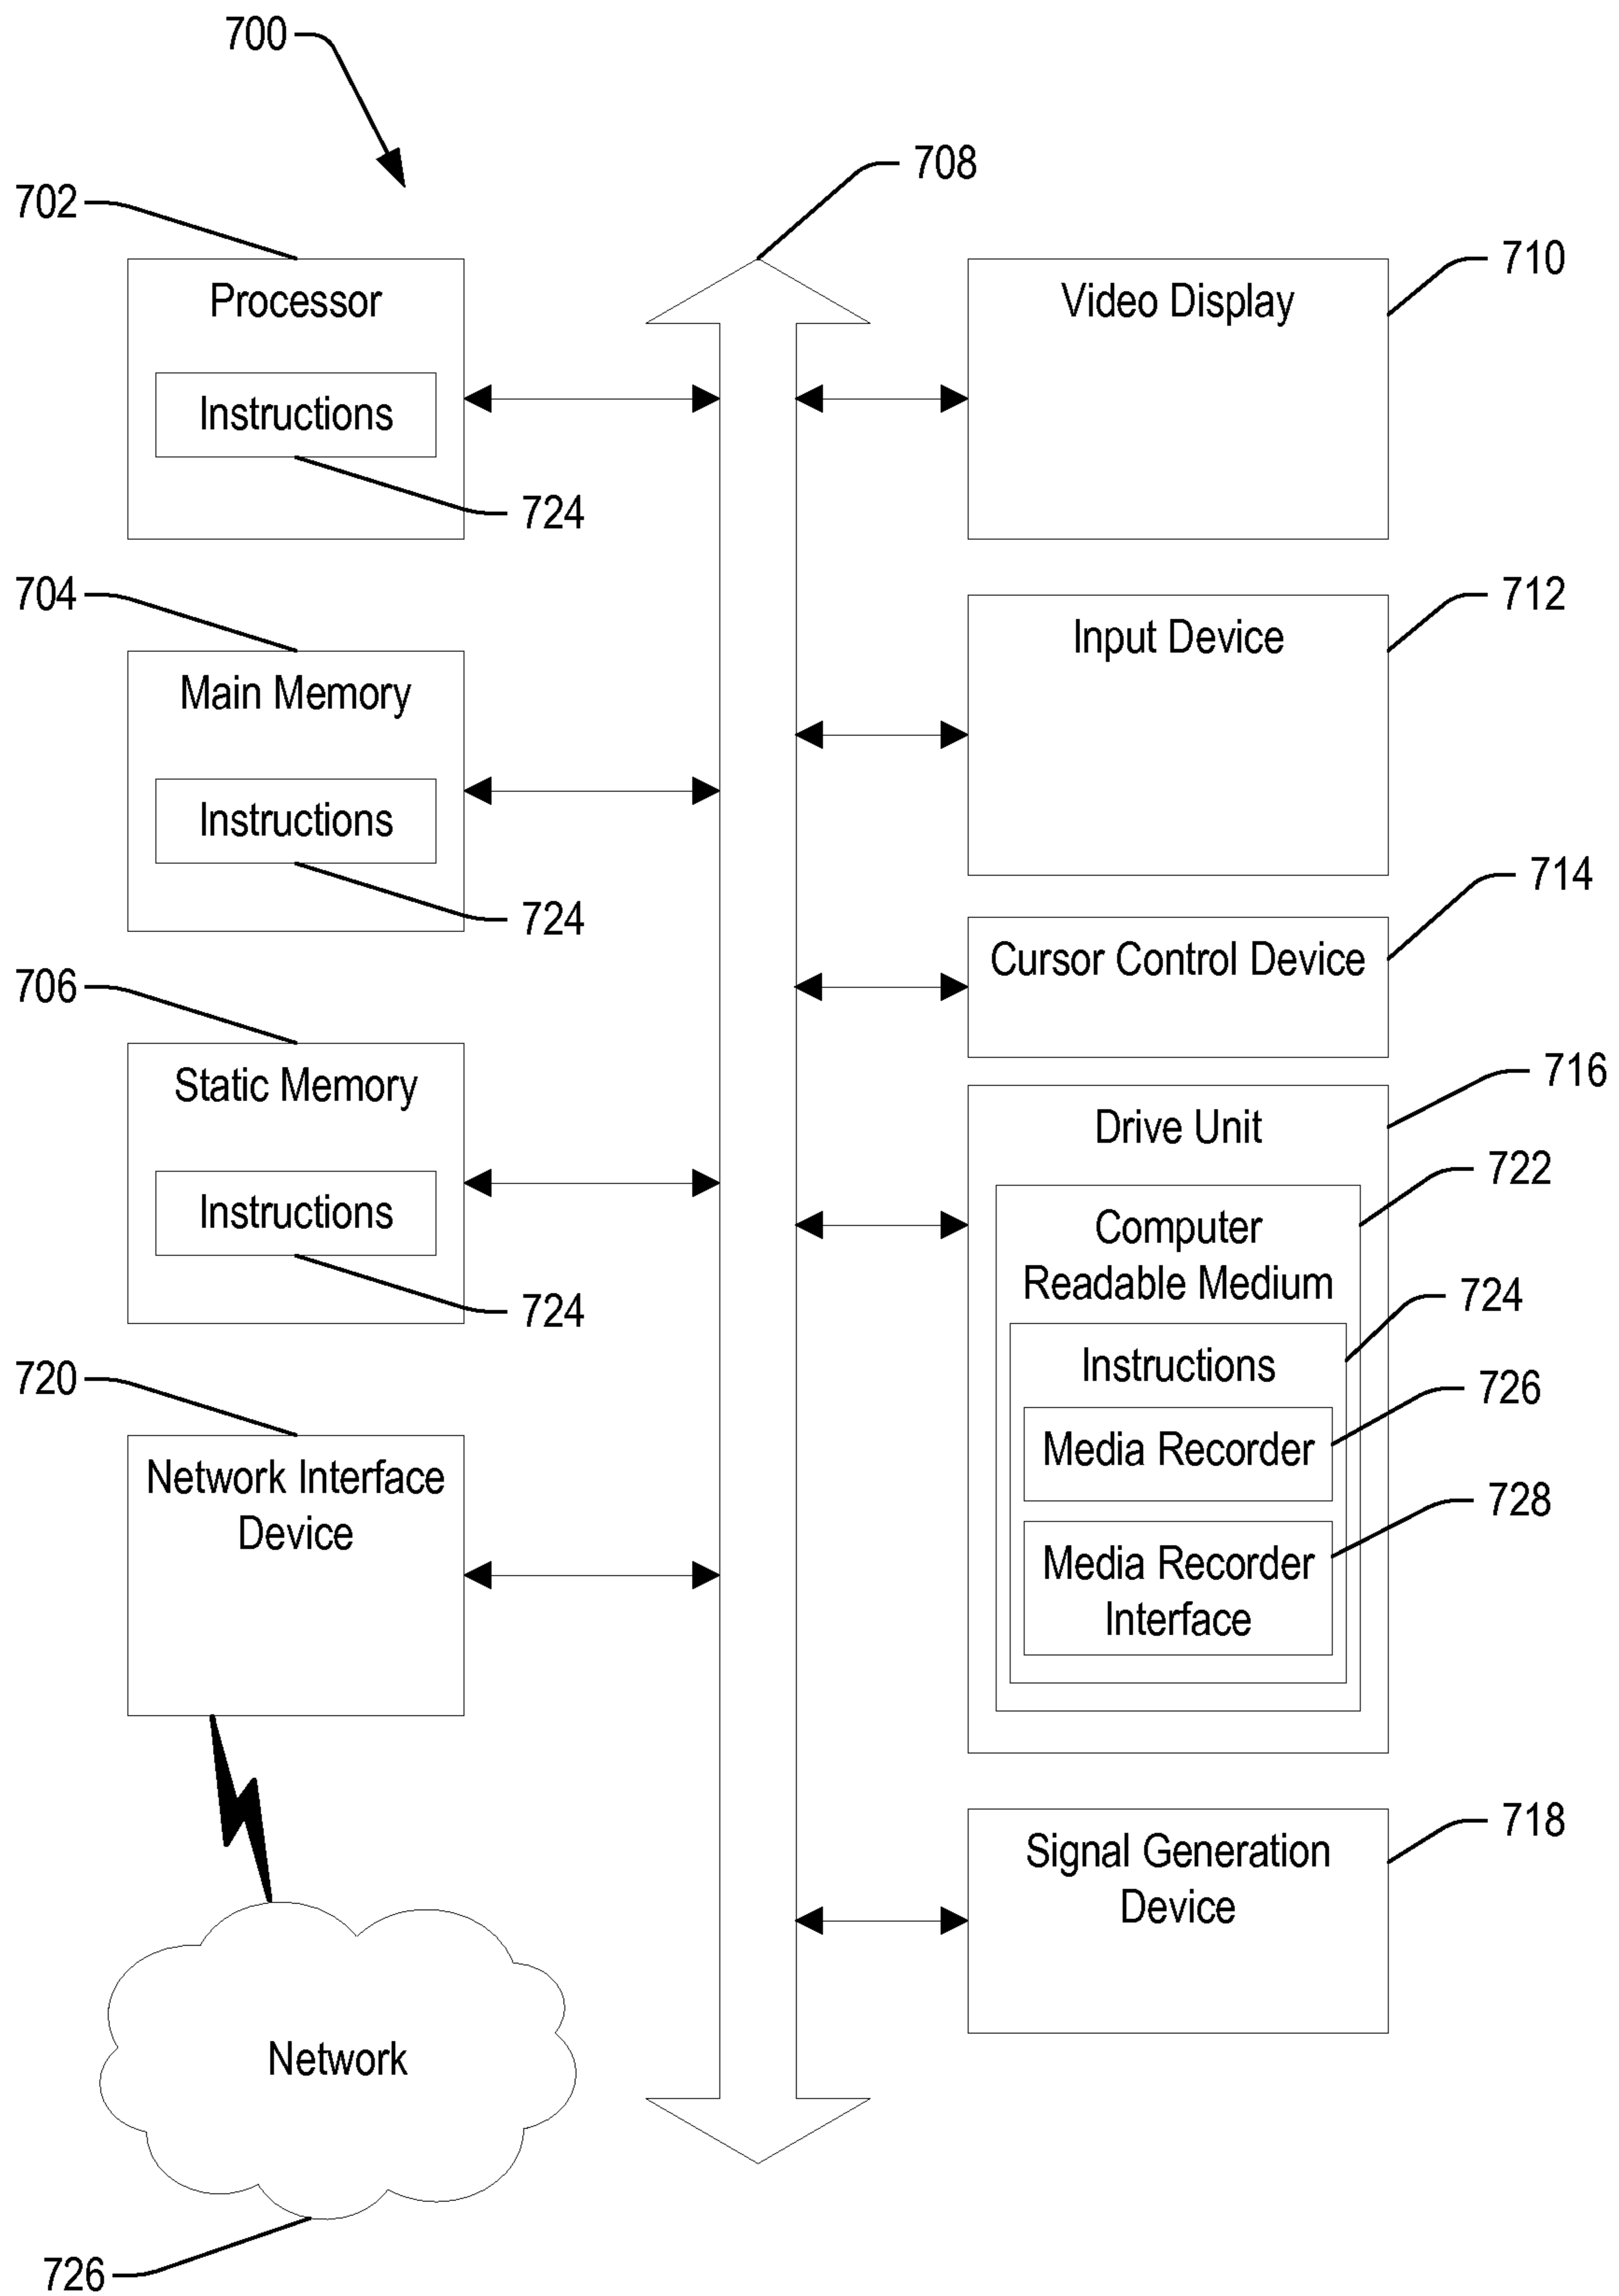 700
708
702
710
Processor
Video Display
Instructions
724
704
712
Main Memory
Input Device
Instructions
724
714
Cursor Control Device
706
716
Static Memory
Drive Unit
722
Instructions
Computer
Readable Medium
724
724
Instructions
720
726
Network Interface
Device
Media Recorder
728
Media Recorder
Interface
718
Signal Generation
Device
Network
726